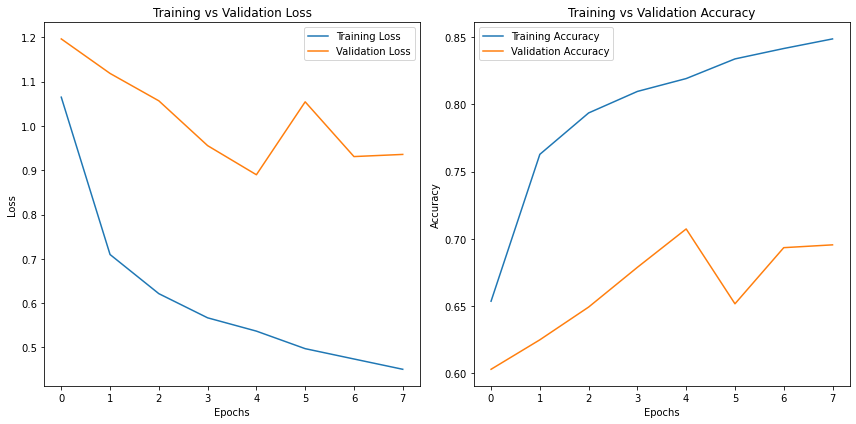 Training vs Validation Loss
Training Loss
Validation Loss
1.2
1.1
1.0
0.9
0.8
0.7
0.6
0.5
Loss
0 1 2 3 4 5 6 7
Epochs
Training vs Validation Accuracy
Training Accuracy
Validation Accuracy
0.85
0.80
0.75
0.70
0.65
0.60
Accuracy
0 1 2 3 4 5 6 7
Epochs